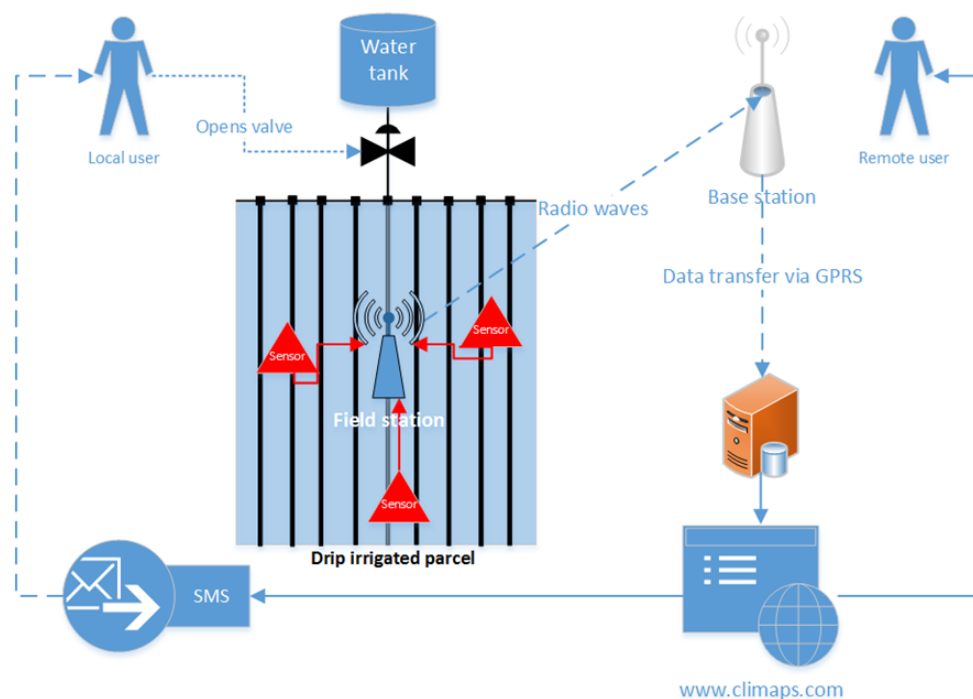 Water
tank
Opens valve
Local user
Remote user
Base station
Radio waves
Data transfer via GPRS
Sensor
Sensor
Field station
Sensor
Drip irrigated parcel
SMS
www.climaps.com